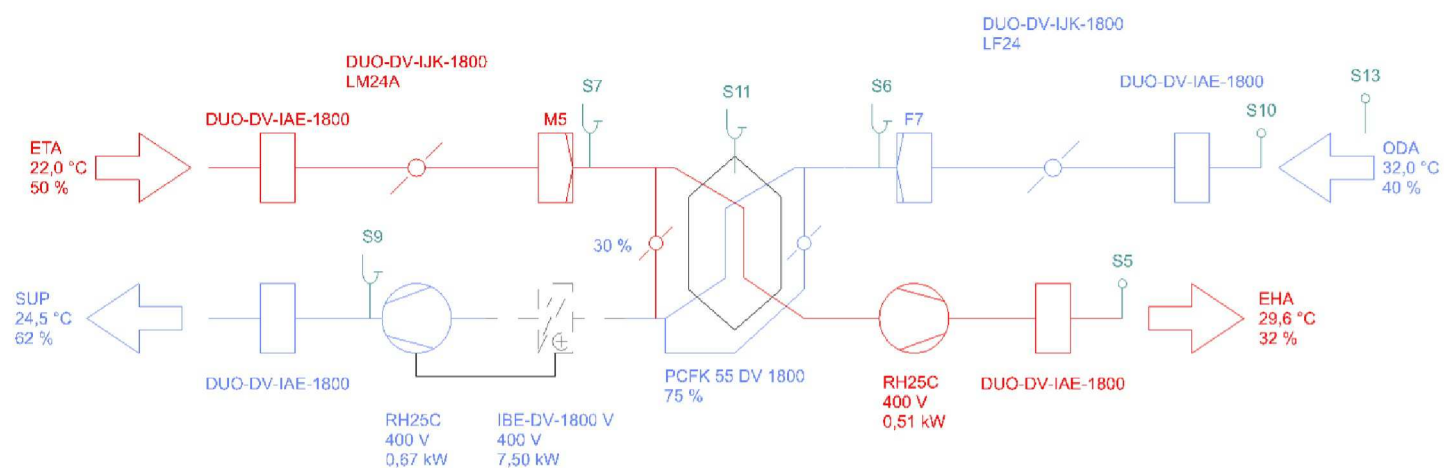 DUO-DV-IJK-1800
LF24
DUO-DV-IJK-1800
LM24A
S7
S11
S6
DUO-DV-IAE-1800
S13
S10
DUO-DV-IAE-1800
M5
F7
ETA
22,0 °C
50 %
ODA
32,0 °C
40 %
S9
30 %
S5
SUP
24,5 °C
62 %
EHA
29,6 °C
32 %
DUO-DV-IAE-1800
PCFK 55 DV 1800
75 %
RH25C
400 V
0,51 kW
DUO-DV-IAE-1800
RH25C
400 V
0,67 kW
IBE-DV-1800 V
400 V
7,50 kW